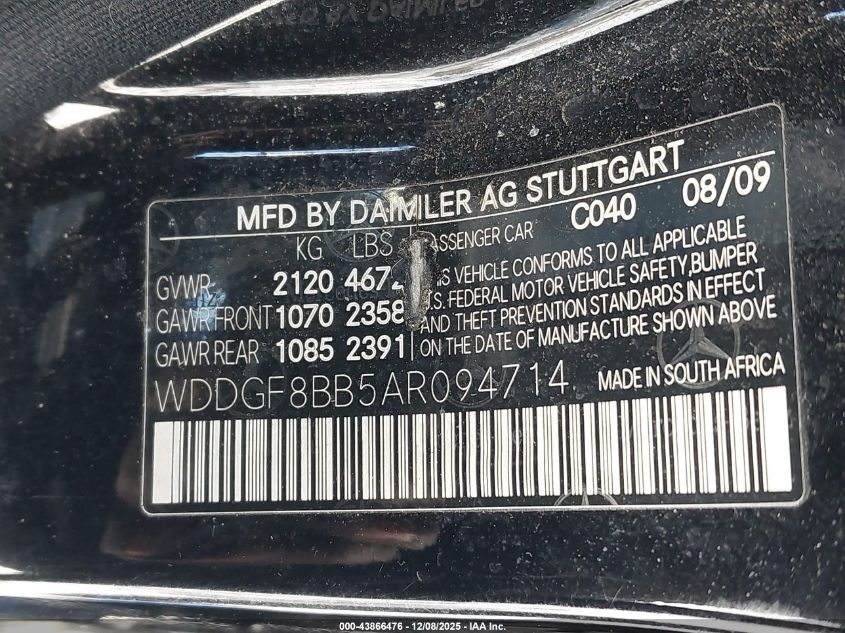 MFD BY DAIMLER AG STUTTGART
C040 08/09
KG LBS PASSENGER CAR
GVWR 2120 VEHICLE CONFORMS TO ALL APPLICABLE
U.S. FEDERAL MOTOR VEHICLE SAFETY,BUMPER
GAWR FRONT 1070 2358 AND THEFT PREVENTION STANDARDS IN EFFECT
GAWR REAR 1085 2391 ON THE DATE OF MANUFACTURE SHOWN ABOVE
WDDGF8BB5AR094714 MADE IN SOUTH AFRICA
000-43866476 - 12/08/2025 - IAA Inc.